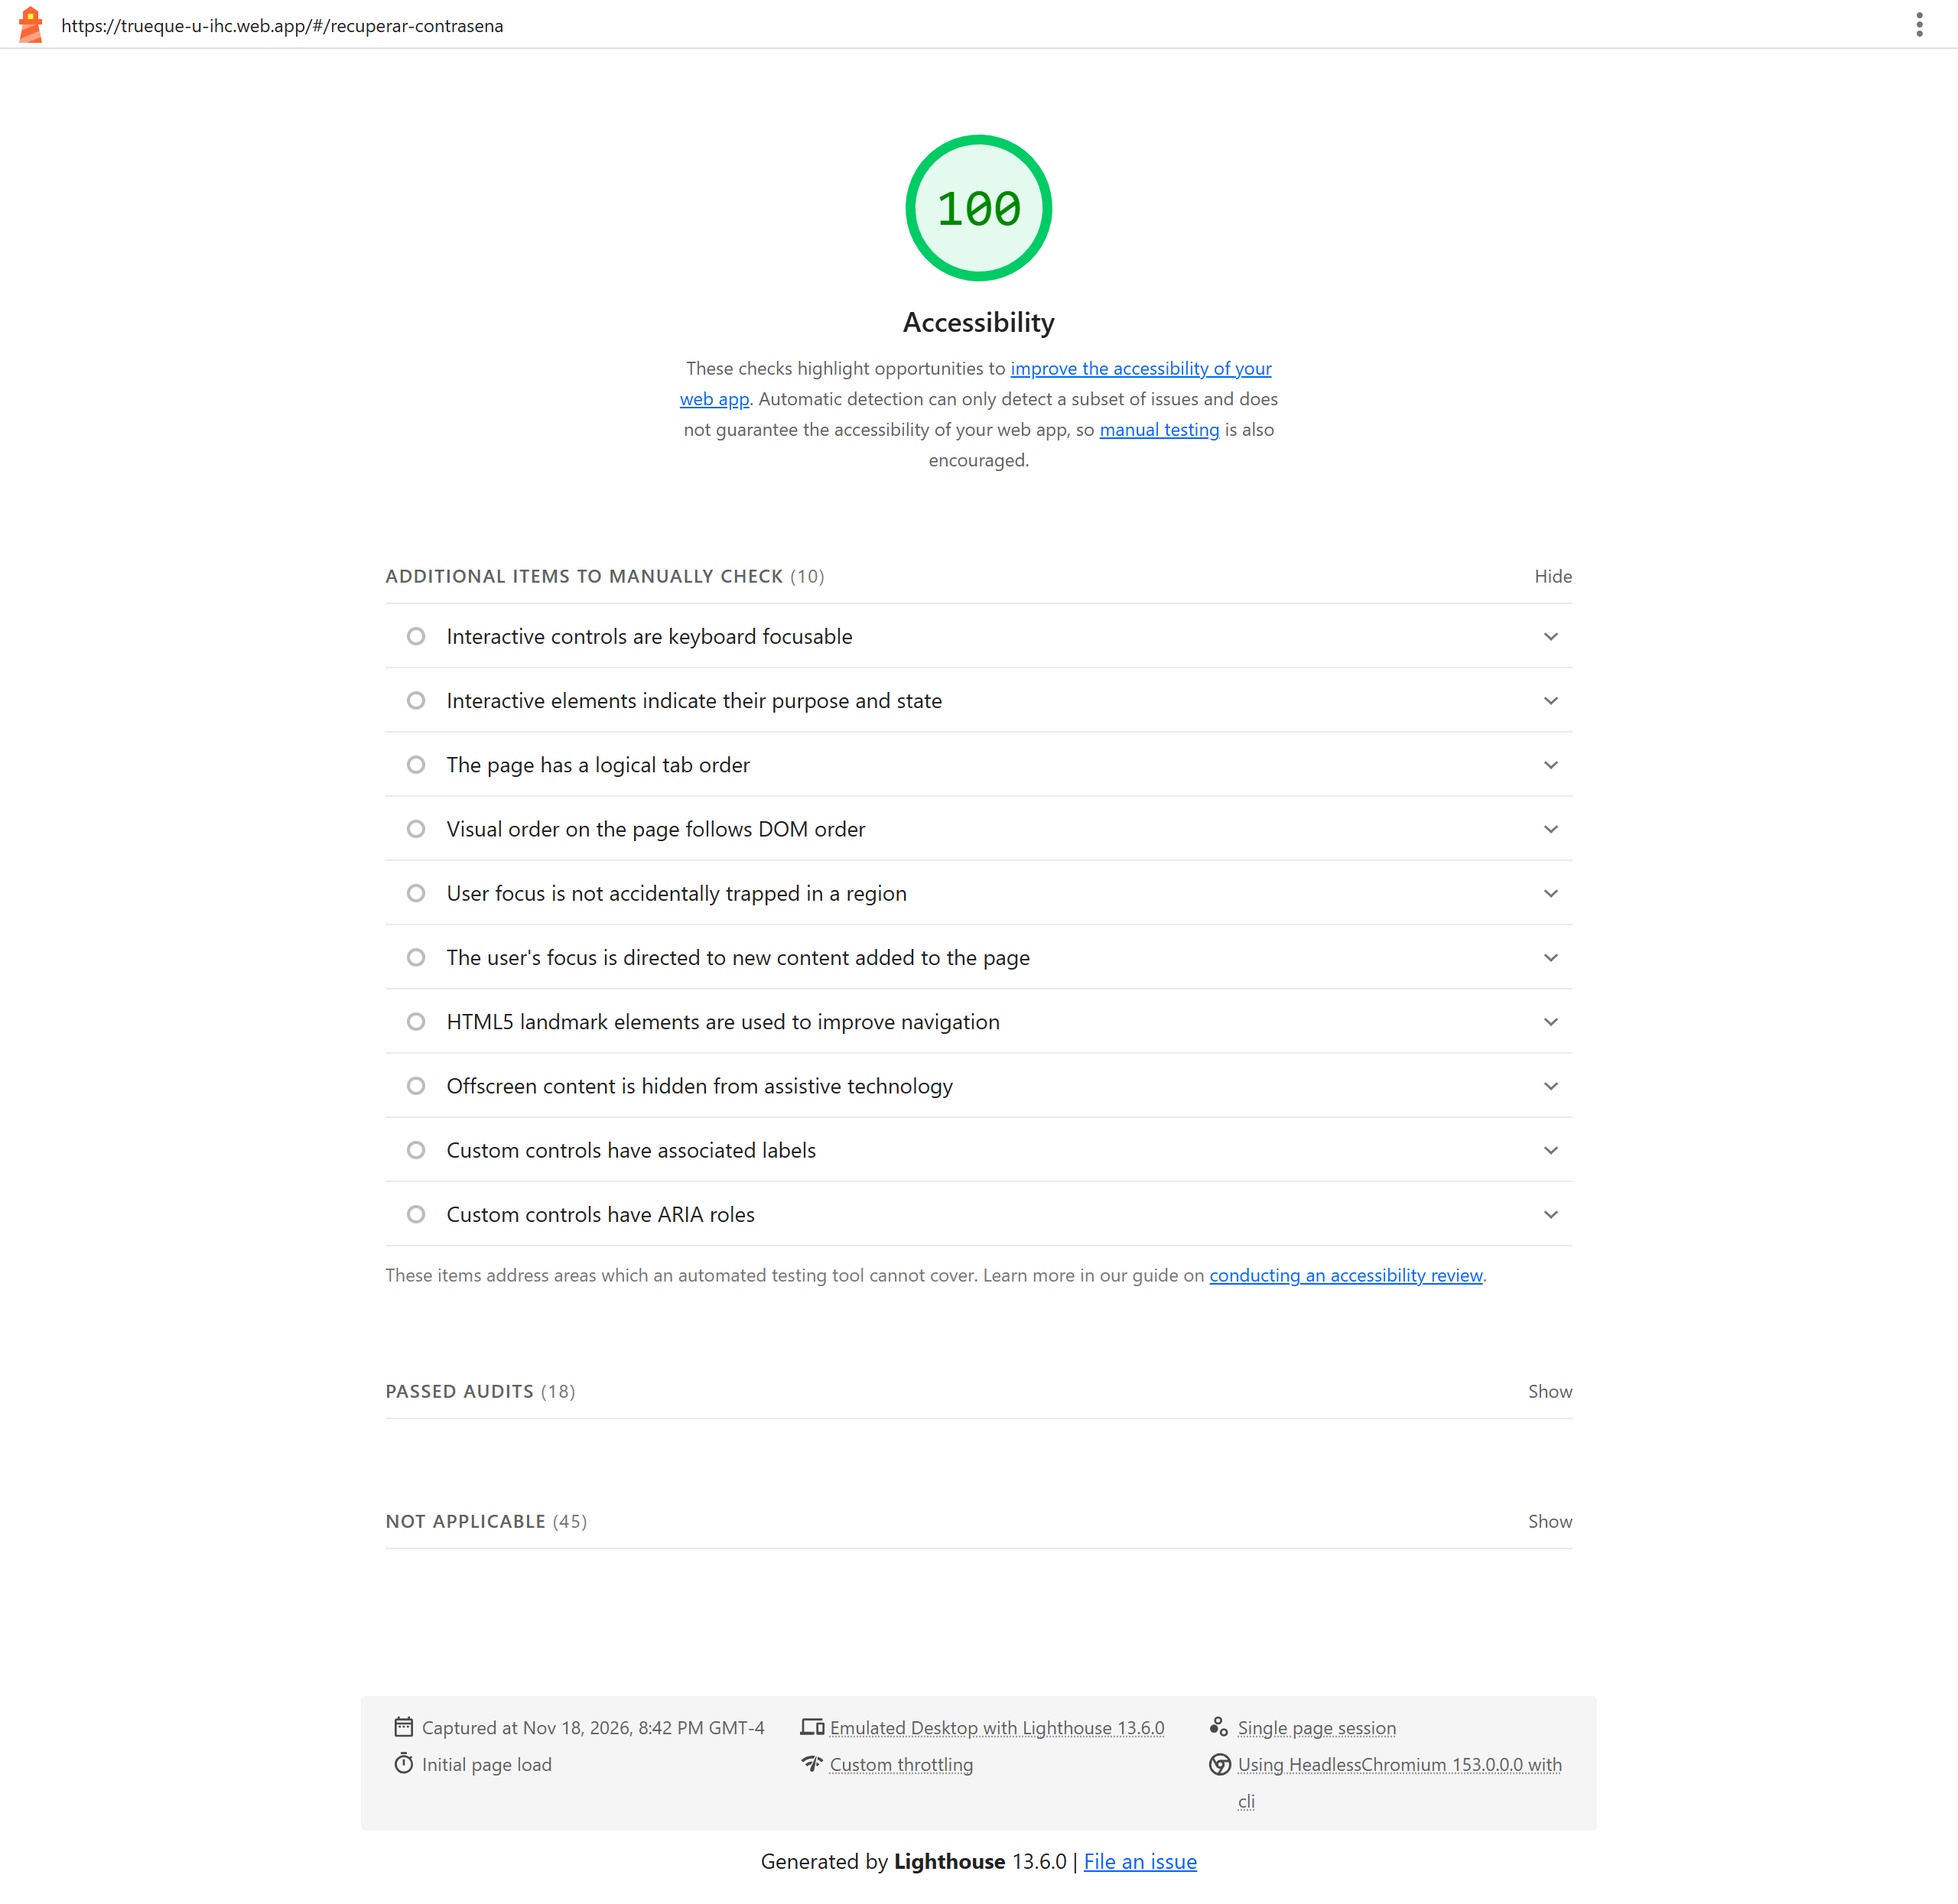 https://trueque-u-ihc.web.app/#/recuperar-contrasena
100
Accessibility
These checks highlight opportunities to improve the accessibility of your
web app. Automatic detection can only detect a subset of issues and does
not guarantee the accessibility of your web app, so manual testing is also
encouraged.
ADDITIONAL ITEMS TO MANUALLY CHECK (10)
Hide
Interactive controls are keyboard focusable
Interactive elements indicate their purpose and state
The page has a logical tab order
Visual order on the page follows DOM order
User focus is not accidentally trapped in a region
The user's focus is directed to new content added to the page
HTML5 landmark elements are used to improve navigation
Offscreen content is hidden from assistive technology
Custom controls have associated labels
Custom controls have ARIA roles
These items address areas which an automated testing tool cannot cover. Learn more in our guide on conducting an accessibility review.
PASSED AUDITS (18)
Show
NOT APPLICABLE (45)
Show
Captured at Nov 18, 2026, 8:42 PM GMT-4
Emulated Desktop with Lighthouse 13.6.0
Single page session
Initial page load
Custom throttling
Using HeadlessChromium 153.0.0.0 with
cli
Generated by Lighthouse 13.6.0 | File an issue